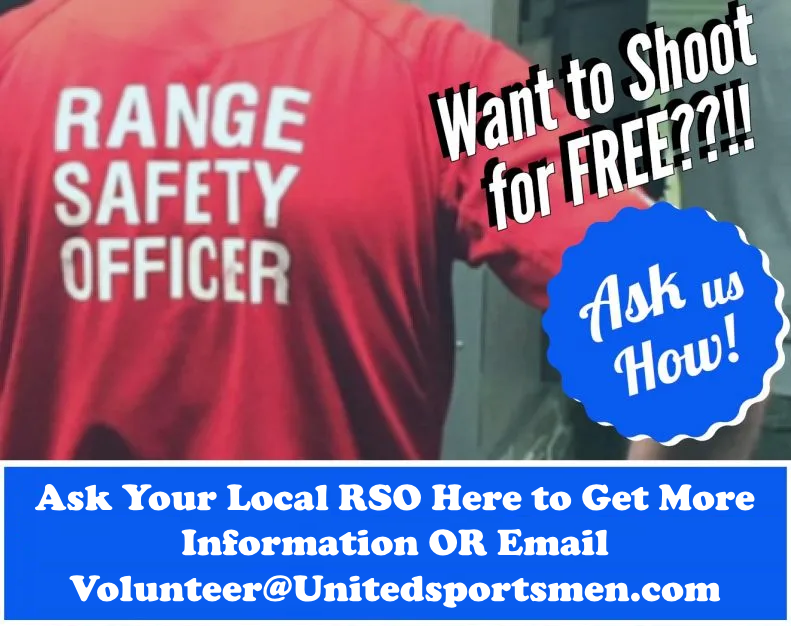 RANGE
SAFETY
OFFICER
Want to Shoot
for FREE??!!
Ask us
How!
Ask Your Local RSO Here to Get More
Information OR Email
Volunteer@Unitedsportsmen.com